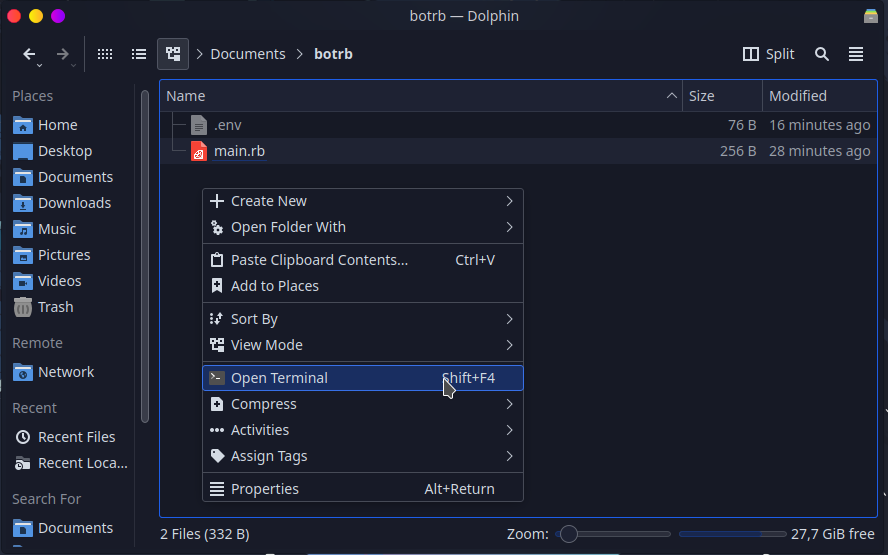 botrb — Dolphin
Documents
botrb
Split
Places
Home
Desktop
Documents
Downloads
Music
Pictures
Videos
Trash
Remote
Network
Recent
Recent Files
Recent Loca...
Search For
Documents
Name Size Modified
.env 76 B 16 minutes ago
main.rb 256 B 28 minutes ago
Create New
Open Folder With
Paste Clipboard Contents... Ctrl+V
Add to Places
Sort By
View Mode
Open Terminal Shift+F4
Compress
Activities
Assign Tags
Properties Alt+Return
2 Files (332 B) Zoom: 27,7 GiB free